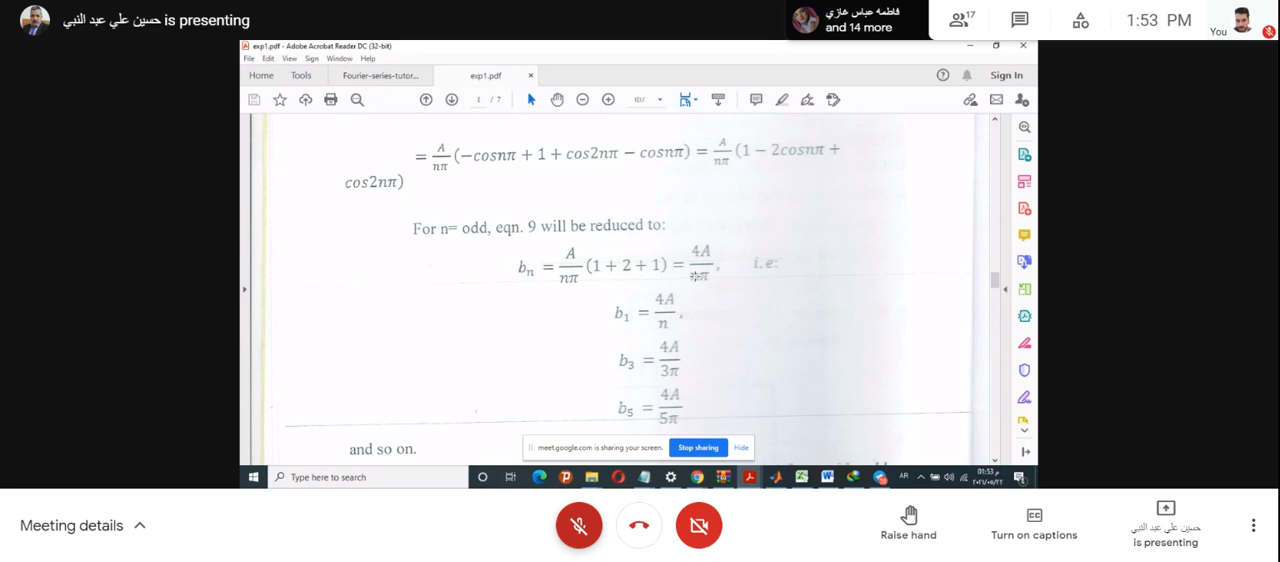 حسين علي عبد النبي is presenting
فاطمه عباس غازي
and 14 more
17
1:53 PM
You
exp1.pdf - Adobe Acrobat Reader DC (32-bit)
File Edit View Sign Window Help
Home Tools Fourier-series-tutor... exp1.pdf × Sign In
/ 7
= A/nπ (−cosnπ + 1 + cos2nπ − cosnπ) = A/nπ (1 − 2cosnπ +
cos2nπ)
For n= odd, eqn. 9 will be reduced to:
bₙ = A/nπ (1 + 2 + 1) = 4A/nπ, i.e:
b₁ = 4A/n,
b₃ = 4A/3π
b₅ = 4A/5π
and so on.
meet.google.com is sharing your screen. Stop sharing Hide
Type here to search
AR
01:53 م
Meeting details
Raise hand
CC
Turn on captions
حسين علي عبد النبي
is presenting